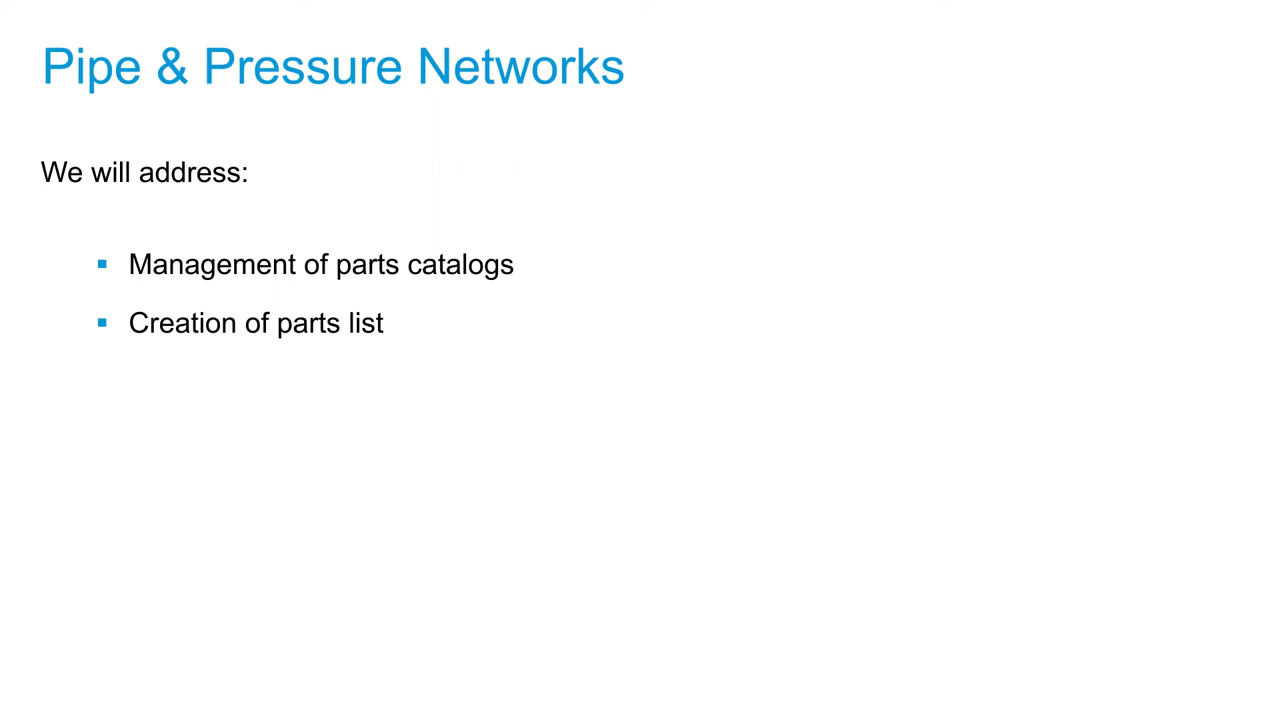 Pipe & Pressure Networks
We will address:
▪ Management of parts catalogs
▪ Creation of parts list